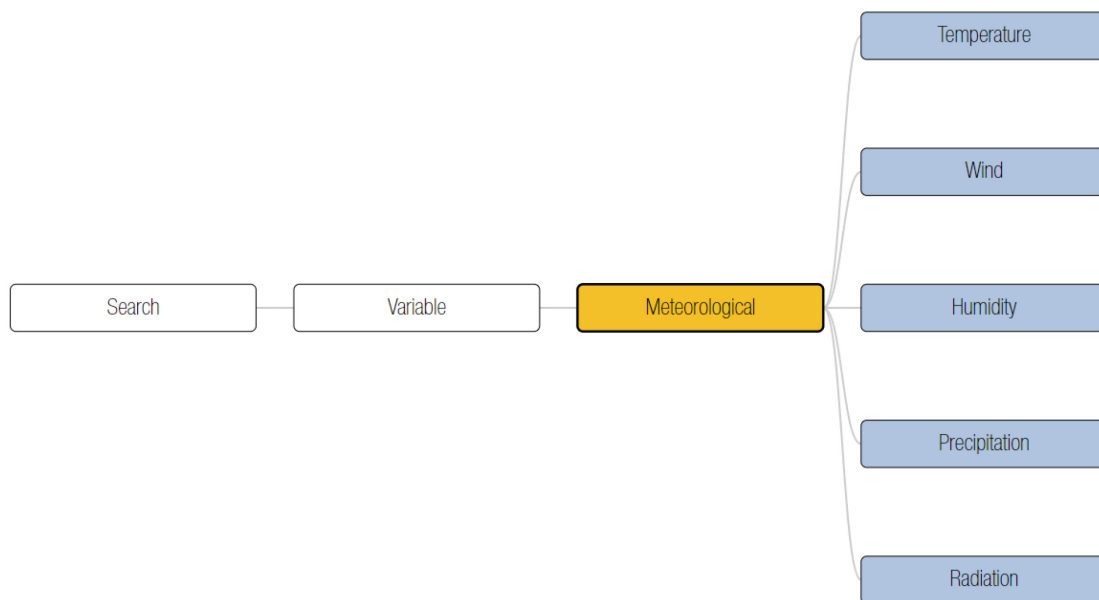 Temperature
Wind
Search
Variable
Meteorological
Humidity
Precipitation
Radiation